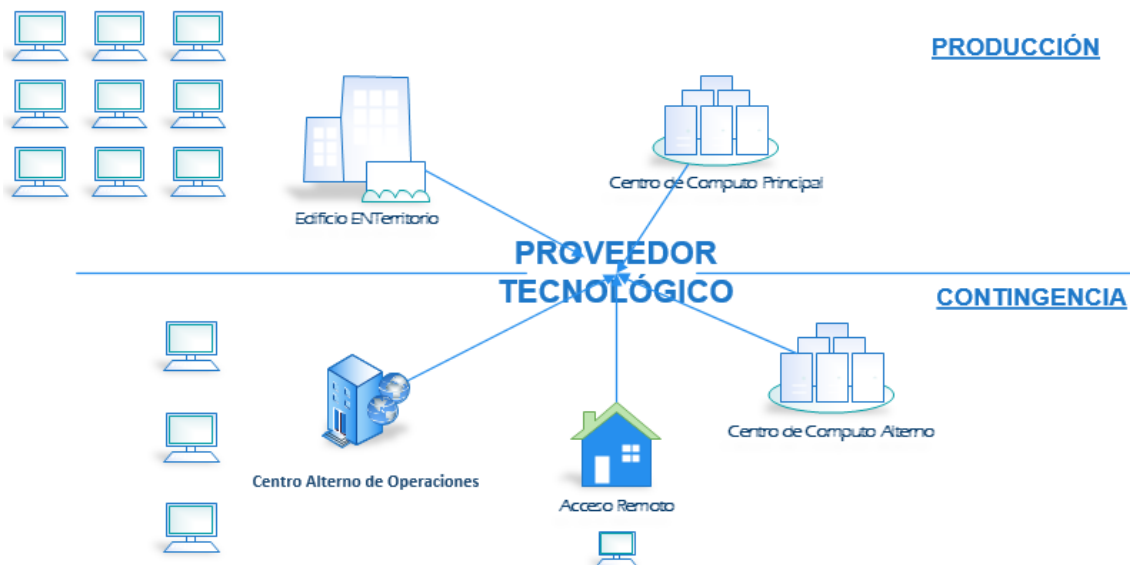 PRODUCCIÓN
Centro de Computo Principal
Edificio ENTerritorio
PROVEEDOR
TECNOLÓGICO
CONTINGENCIA
Centro de Computo Alterno
Centro Alterno de Operaciones
Acceso Remoto